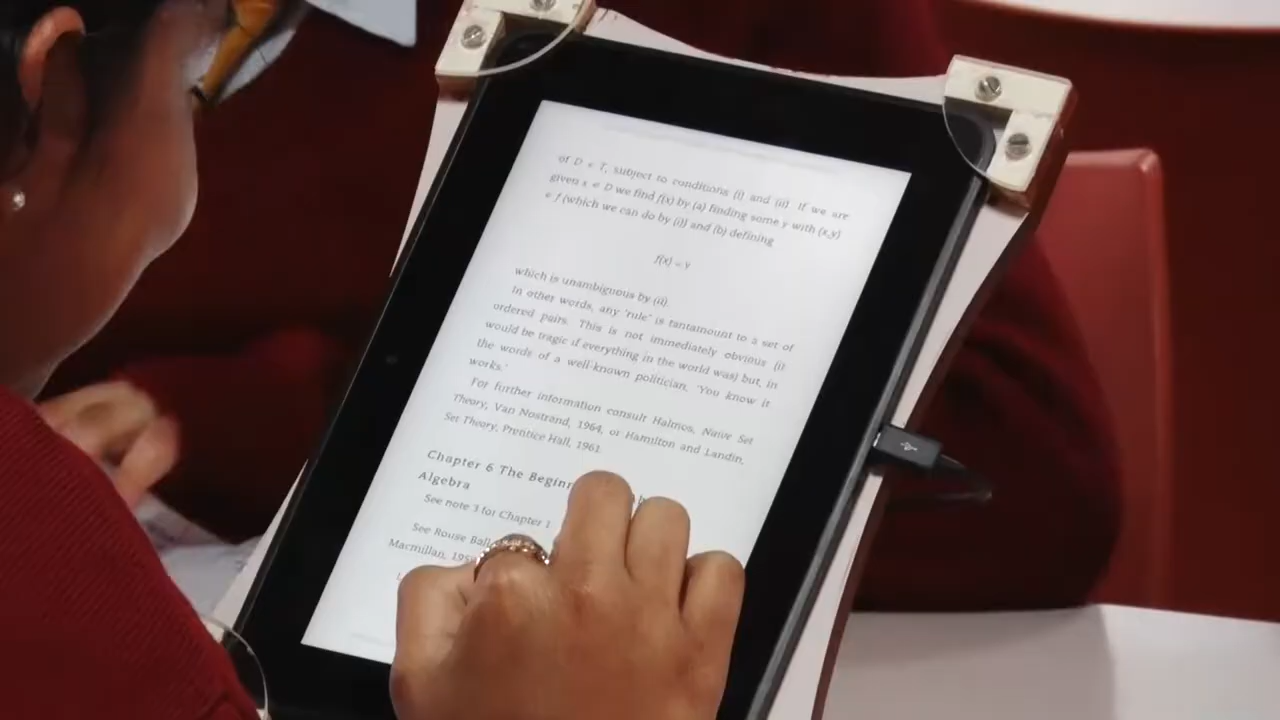 of D ∈ T, subject to conditions (i) and (ii). If we are
given x ∈ D we find f(x) by (a) finding some y with (x,y)
∈ f (which we can do by (i)) and (b) defining
f(x) = y
which is unambiguous by (ii).
In other words, any 'rule' is tantamount to a set of
ordered pairs. This is not immediately obvious (it
would be tragic if everything in the world was) but, in
the words of a well-known politician, 'You know it
works.'
For further information consult Halmos, Naive Set
Theory, Van Nostrand, 1964, or Hamilton and Landin,
Set Theory, Prentice Hall, 1961.
Chapter 6 The
Algebra
See note 3 for Chapter 1
See Rouse Ball
Macmillan,